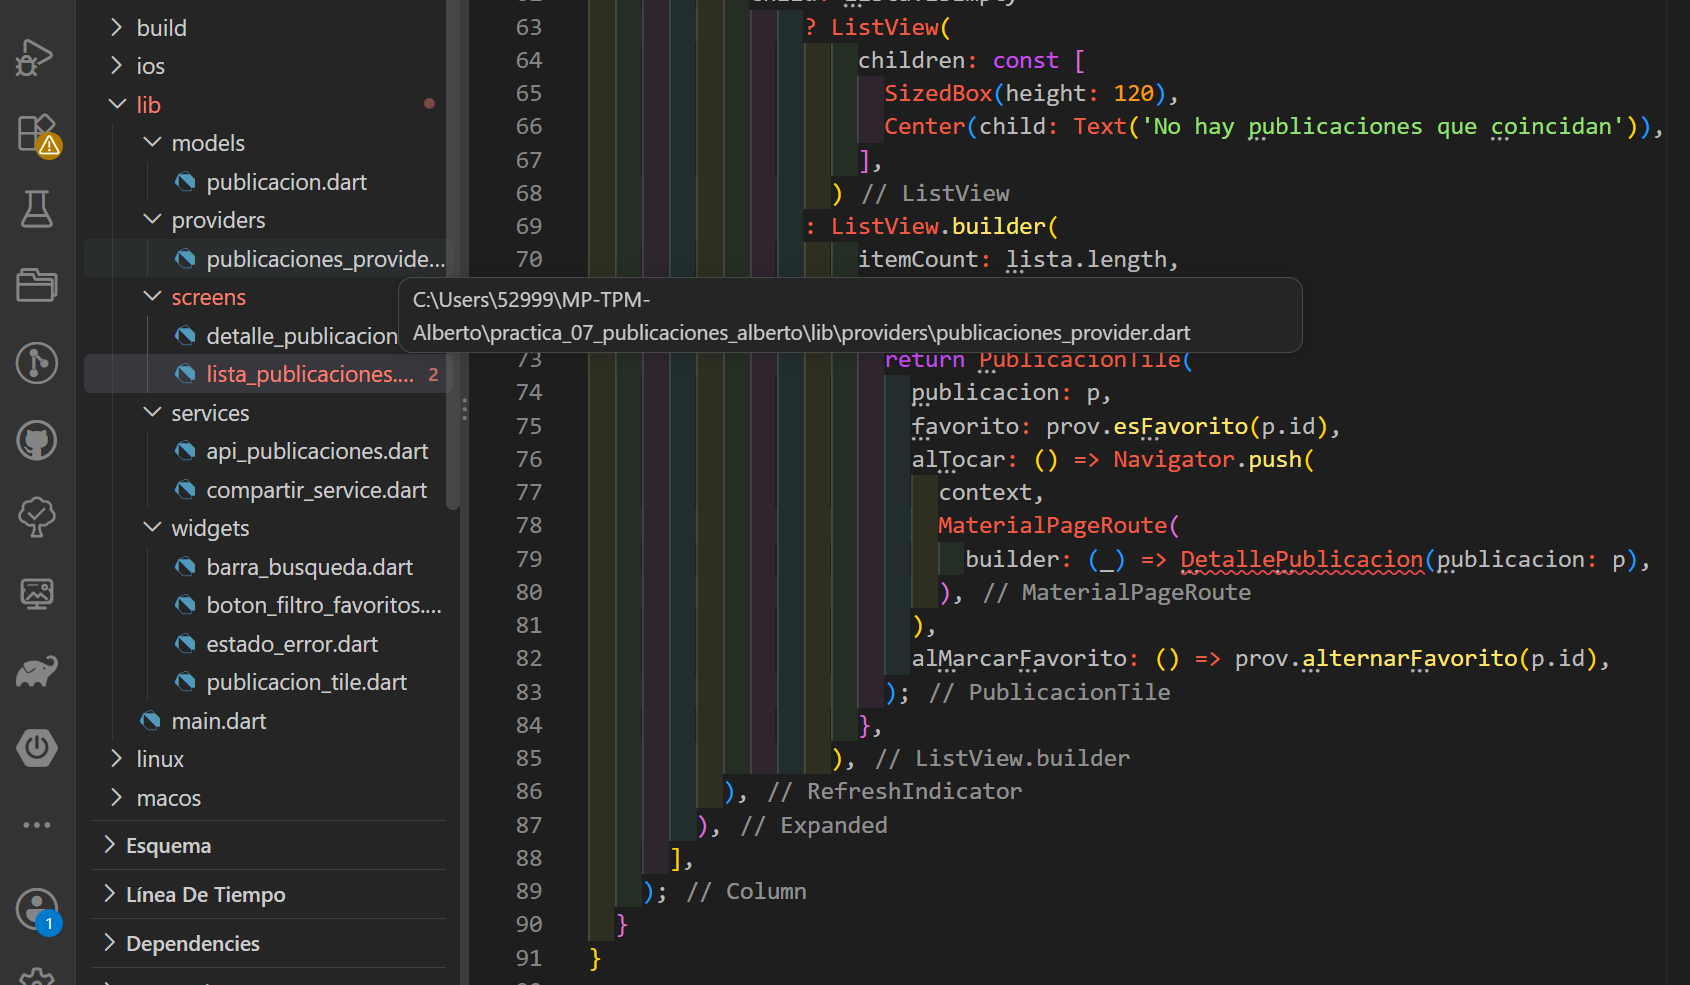 build
ios
lib
models
publicacion.dart
providers
publicaciones_provide...
screens
detalle_publicacion
lista_publicaciones.... 2
services
api_publicaciones.dart
compartir_service.dart
widgets
barra_busqueda.dart
boton_filtro_favoritos....
estado_error.dart
publicacion_tile.dart
main.dart
linux
macos
Esquema
Línea De Tiempo
Dependencies
1
63 ? ListView(
64 children: const [
65 SizedBox(height: 120),
66 Center(child: Text('No hay publicaciones que coincidan')),
67 ],
68 ) // ListView
69 : ListView.builder(
70 itemCount: lista.length,
C:\Users\52999\MP-TPM-
Alberto\practica_07_publicaciones_alberto\lib\providers\publicaciones_provider.dart
73 return PublicacionTile(
74 publicacion: p,
75 favorito: prov.esFavorito(p.id),
76 alTocar: () => Navigator.push(
77 context,
78 MaterialPageRoute(
79 builder: (_) => DetallePublicacion(publicacion: p),
80 ), // MaterialPageRoute
81 ),
82 alMarcarFavorito: () => prov.alternarFavorito(p.id),
83 ); // PublicacionTile
84 },
85 ), // ListView.builder
86 ), // RefreshIndicator
87 ), // Expanded
88 ],
89 ); // Column
90 }
91 }